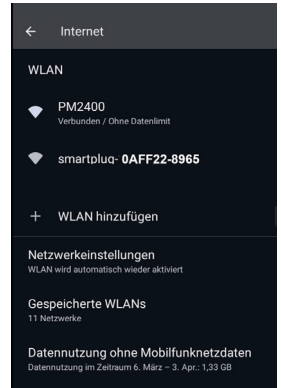 Internet
WLAN
PM2400
Verbunden / Ohne Datenlimit
smartplug- 0AFF22-8965
WLAN hinzufügen
Netzwerkeinstellungen
WLAN wird automatisch wieder aktiviert
Gespeicherte WLANs
11 Netzwerke
Datennutzung ohne Mobilfunknetzdaten
Datennutzung im Zeitraum 6. März – 3. Apr.: 1,33 GB